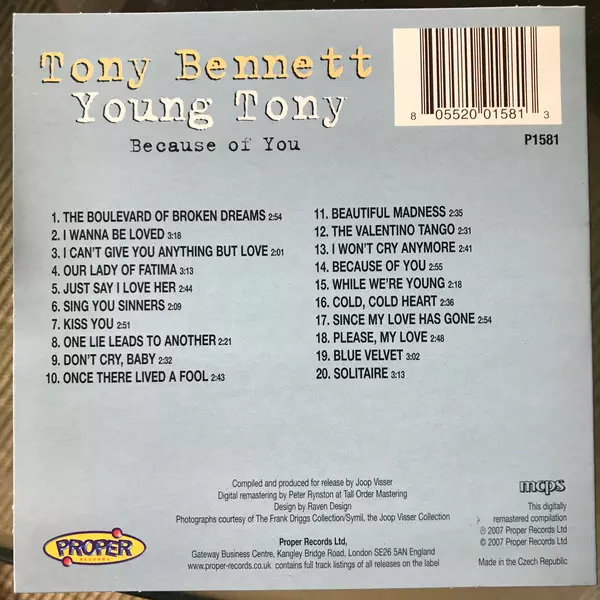 Tony Bennett
Young Tony
Because of You
8 05520 01581 3
P1581
1. THE BOULEVARD OF BROKEN DREAMS 2:54
2. I WANNA BE LOVED 3:18
3. I CAN'T GIVE YOU ANYTHING BUT LOVE 2:01
4. OUR LADY OF FATIMA 3:13
5. JUST SAY I LOVE HER 2:44
6. SING YOU SINNERS 2:09
7. KISS YOU 2:51
8. ONE LIE LEADS TO ANOTHER 2:21
9. DON'T CRY, BABY 2:32
10. ONCE THERE LIVED A FOOL 2:43
11. BEAUTIFUL MADNESS 2:35
12. THE VALENTINO TANGO 2:31
13. I WON'T CRY ANYMORE 2:41
14. BECAUSE OF YOU 2:55
15. WHILE WE'RE YOUNG 2:18
16. COLD, COLD HEART 2:36
17. SINCE MY LOVE HAS GONE 2:54
18. PLEASE, MY LOVE 2:48
19. BLUE VELVET 3:02
20. SOLITAIRE 3:13
Compiled and produced for release by Joop Visser
Digital remastering by Peter Rynston at Tall Order Mastering
Design by Raven Design
Photographs courtesy of The Frank Driggs Collection/Symil, the Joop Visser Collection
PROPER
RECORDS
Proper Records Ltd,
Gateway Business Centre, Kangley Bridge Road, London SE26 5AN England
www.proper-records.co.uk contains full track listings of all releases on the label
mcps
This digitally
remastered compilation
℗ 2007 Proper Records Ltd
© 2007 Proper Records Ltd
Made in the Czech Republic